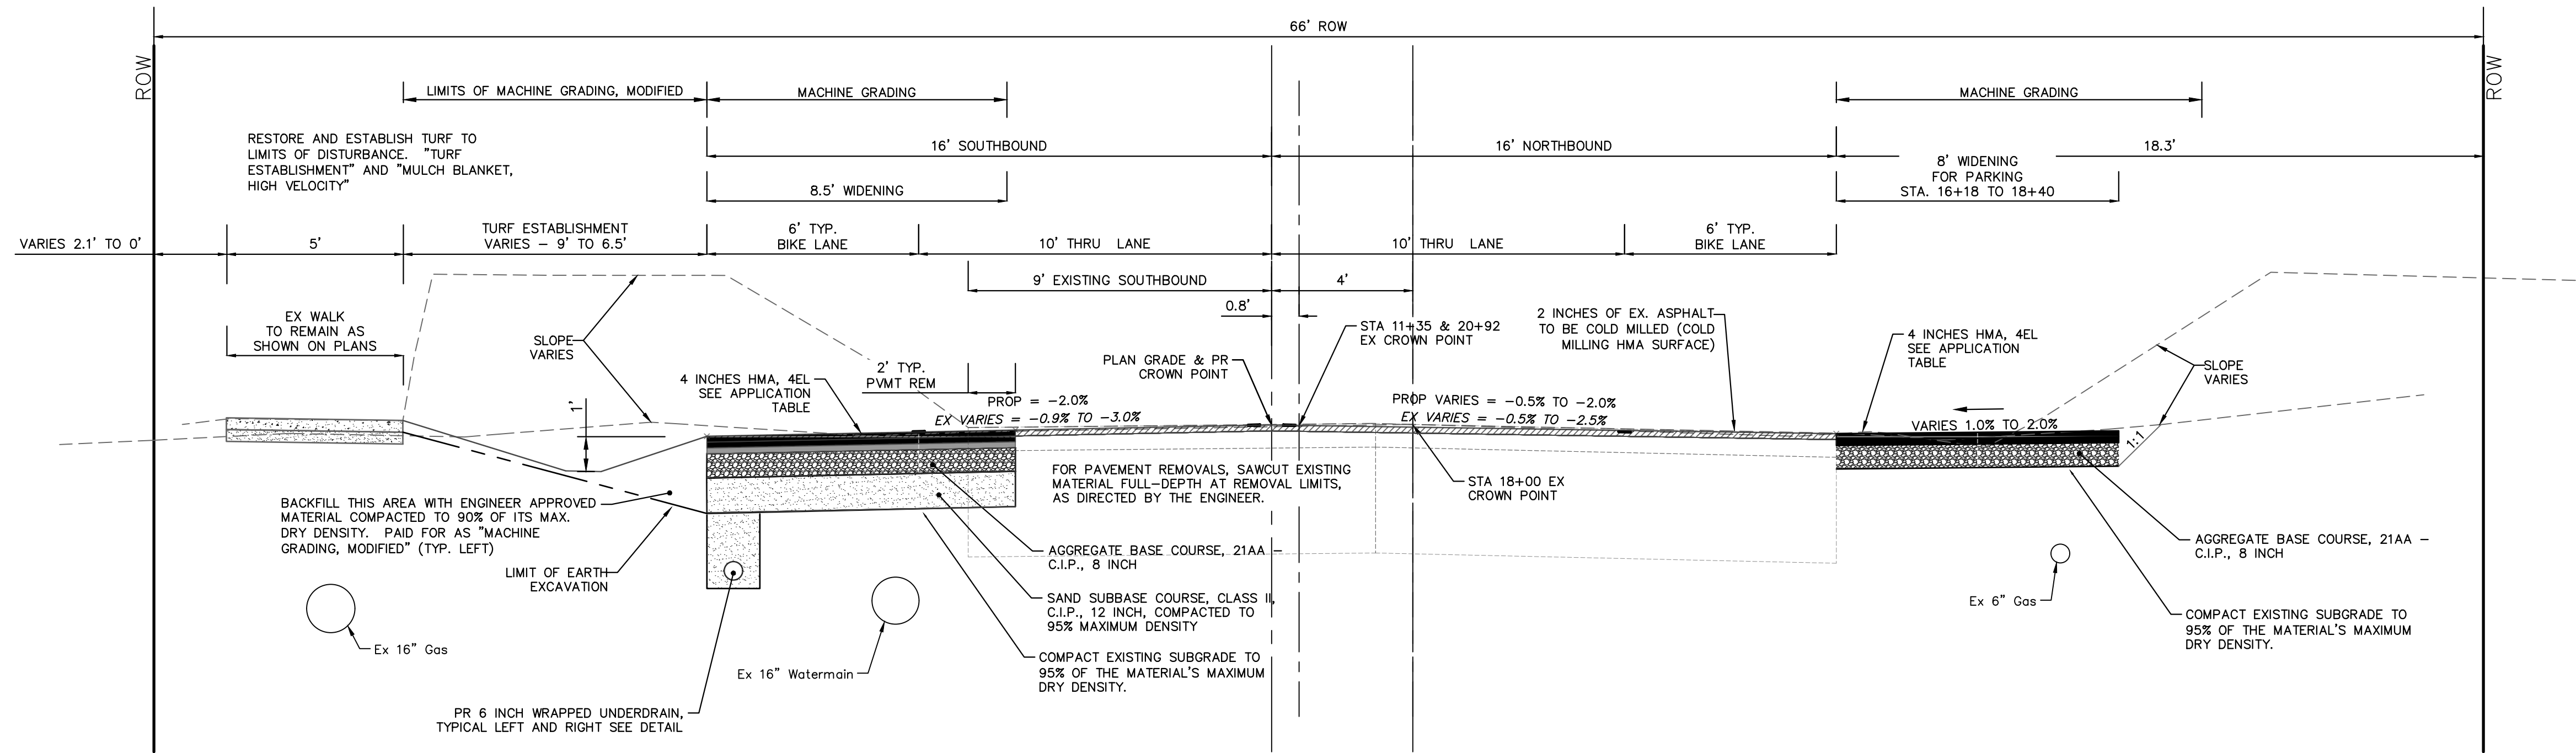 66' ROW
ROW
ROW
LIMITS OF MACHINE GRADING, MODIFIED
MACHINE GRADING
MACHINE GRADING
RESTORE AND ESTABLISH TURF TO
LIMITS OF DISTURBANCE. "TURF
ESTABLISHMENT" AND "MULCH BLANKET,
HIGH VELOCITY"
16' SOUTHBOUND
16' NORTHBOUND
18.3'
8' WIDENING
FOR PARKING
STA. 16+18 TO 18+40
8.5' WIDENING
VARIES 2.1' TO 0'
5'
TURF ESTABLISHMENT
VARIES – 9' TO 6.5'
6' TYP.
BIKE LANE
10' THRU LANE
10' THRU LANE
6' TYP.
BIKE LANE
9' EXISTING SOUTHBOUND
4'
0.8'
EX WALK
TO REMAIN AS
SHOWN ON PLANS
SLOPE
VARIES
2' TYP.
PVMT REM
4 INCHES HMA, 4EL
SEE APPLICATION
TABLE
PLAN GRADE & PR
CROWN POINT
STA 11+35 & 20+92
EX CROWN POINT
2 INCHES OF EX. ASPHALT
TO BE COLD MILLED (COLD
MILLING HMA SURFACE)
4 INCHES HMA, 4EL
SEE APPLICATION
TABLE
SLOPE
VARIES
1'
PROP = –2.0%
EX VARIES = –0.9% TO –3.0%
PROP VARIES = –0.5% TO –2.0%
EX VARIES = –0.5% TO –2.5%
VARIES 1.0% TO 2.0%
1:1
FOR PAVEMENT REMOVALS, SAWCUT EXISTING
MATERIAL FULL–DEPTH AT REMOVAL LIMITS,
AS DIRECTED BY THE ENGINEER.
STA 18+00 EX
CROWN POINT
BACKFILL THIS AREA WITH ENGINEER APPROVED
MATERIAL COMPACTED TO 90% OF ITS MAX.
DRY DENSITY. PAID FOR AS "MACHINE
GRADING, MODIFIED" (TYP. LEFT)
LIMIT OF EARTH
EXCAVATION
AGGREGATE BASE COURSE, 21AA –
C.I.P., 8 INCH
AGGREGATE BASE COURSE, 21AA –
C.I.P., 8 INCH
SAND SUBBASE COURSE, CLASS II,
C.I.P., 12 INCH, COMPACTED TO
95% MAXIMUM DENSITY
Ex 6" Gas
COMPACT EXISTING SUBGRADE TO
95% OF THE MATERIAL'S MAXIMUM
DRY DENSITY.
Ex 16" Gas
Ex 16" Watermain
COMPACT EXISTING SUBGRADE TO
95% OF THE MATERIAL'S MAXIMUM
DRY DENSITY.
PR 6 INCH WRAPPED UNDERDRAIN,
TYPICAL LEFT AND RIGHT SEE DETAIL